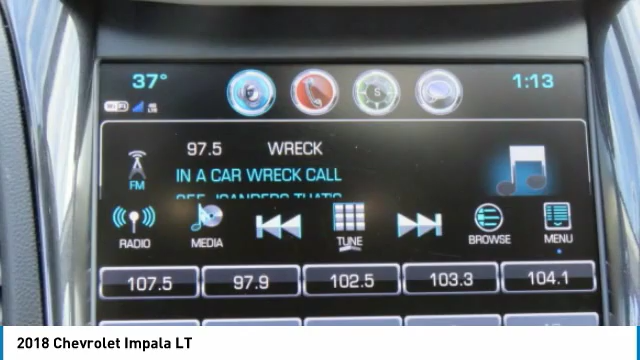 37°
1:13
S
97.5 WRECK
IN A CAR WRECK CALL
FM
RADIO
MEDIA
TUNE
BROWSE
MENU
107.5
97.9
102.5
103.3
104.1
2018 Chevrolet Impala LT